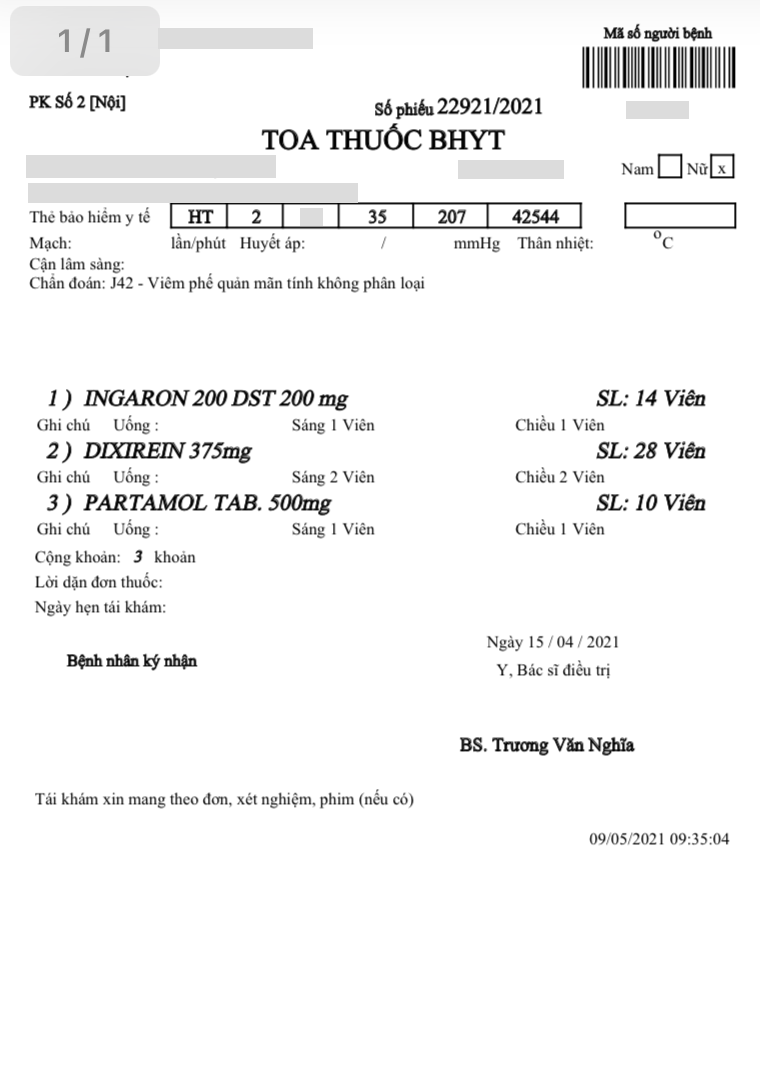 1/1
Mã số người bệnh
PK Số 2 [Nội]
Số phiếu 22921/2021
TOA THUỐC BHYT
Nam Nữ x
Thẻ bảo hiểm y tế HT 2 35 207 42544
Mạch: lần/phút Huyết áp: / mmHg Thân nhiệt: °C
Cận lâm sàng:
Chẩn đoán: J42 - Viêm phế quản mãn tính không phân loại
1 ) INGARON 200 DST 200 mg SL: 14 Viên
Ghi chú Uống : Sáng 1 Viên Chiều 1 Viên
2 ) DIXIREIN 375mg SL: 28 Viên
Ghi chú Uống : Sáng 2 Viên Chiều 2 Viên
3 ) PARTAMOL TAB. 500mg SL: 10 Viên
Ghi chú Uống : Sáng 1 Viên Chiều 1 Viên
Cộng khoản: 3 khoản
Lời dặn đơn thuốc:
Ngày hẹn tái khám:
Ngày 15 / 04 / 2021
Bệnh nhân ký nhận
Y, Bác sĩ điều trị
BS. Trương Văn Nghĩa
Tái khám xin mang theo đơn, xét nghiệm, phim (nếu có)
09/05/2021 09:35:04